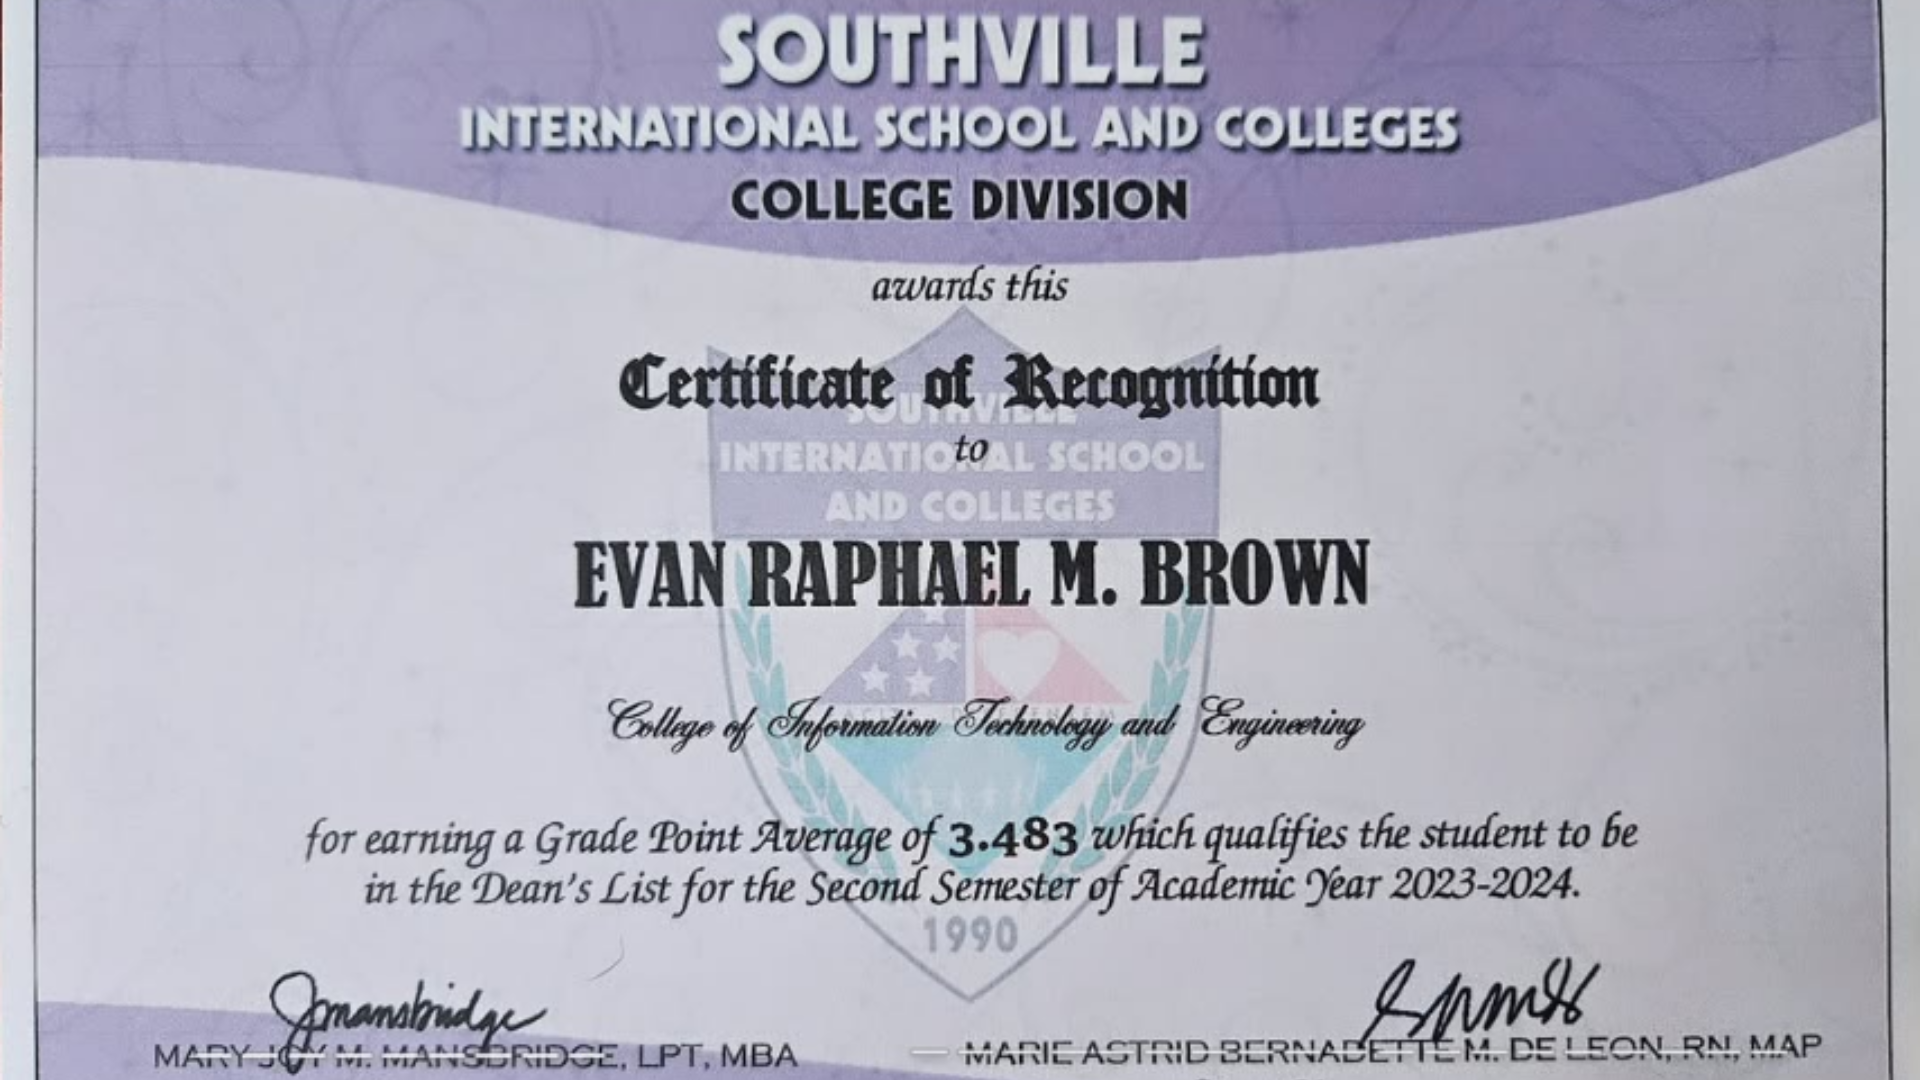 SOUTHVILLE
INTERNATIONAL SCHOOL AND COLLEGES
COLLEGE DIVISION
awards this
Certificate of Recognition
SOUTHVILLE
to
INTERNATIONAL SCHOOL
AND COLLEGES
EVAN RAPHAEL M. BROWN
College of Information Technology and Engineering
for earning a Grade Point Average of 3.483 which qualifies the student to be
in the Dean's List for the Second Semester of Academic Year 2023-2024.
1990
Jmansbridge
MARY JOY M. MANSBRIDGE, LPT, MBA
MARIE ASTRID BERNADETTE M. DE LEON, RN, MAP